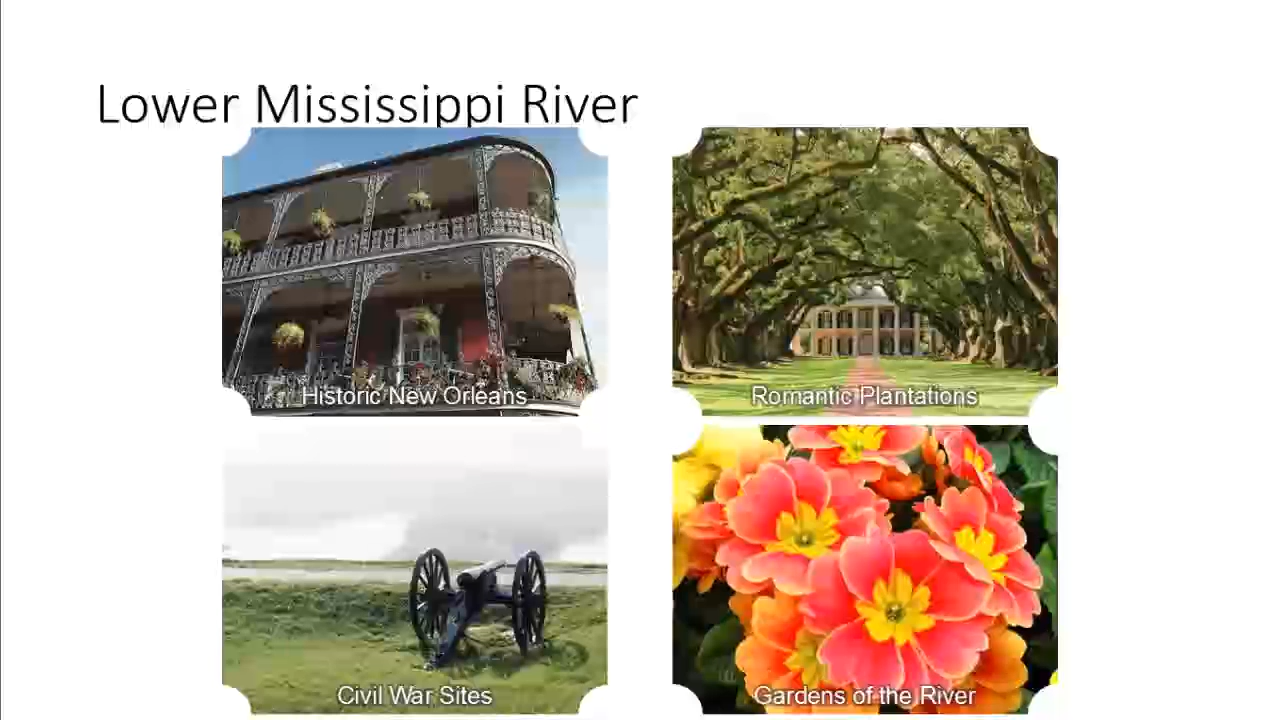 Lower Mississippi River
Historic New Orleans
Romantic Plantations
Civil War Sites
Gardens of the River